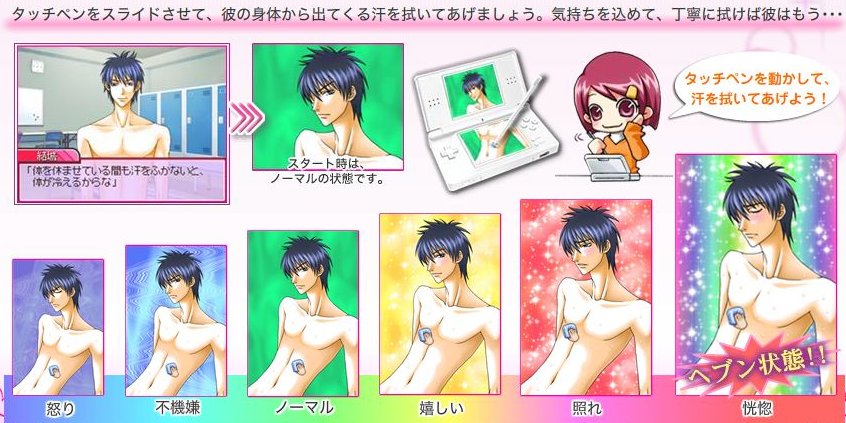 タッチペンをスライドさせて、彼の身体から出てくる汗を拭いてあげましょう。気持ちを込めて、丁寧に拭けば彼はもう･･･
結城
「体を休ませている間も汗をふかないと、
体が冷えるからな」
スタート時は、
ノーマルの状態です。
タッチペンを動かして、
汗を拭いてあげよう！
ヘブン状態!!
怒り
不機嫌
ノーマル
嬉しい
照れ
恍惚